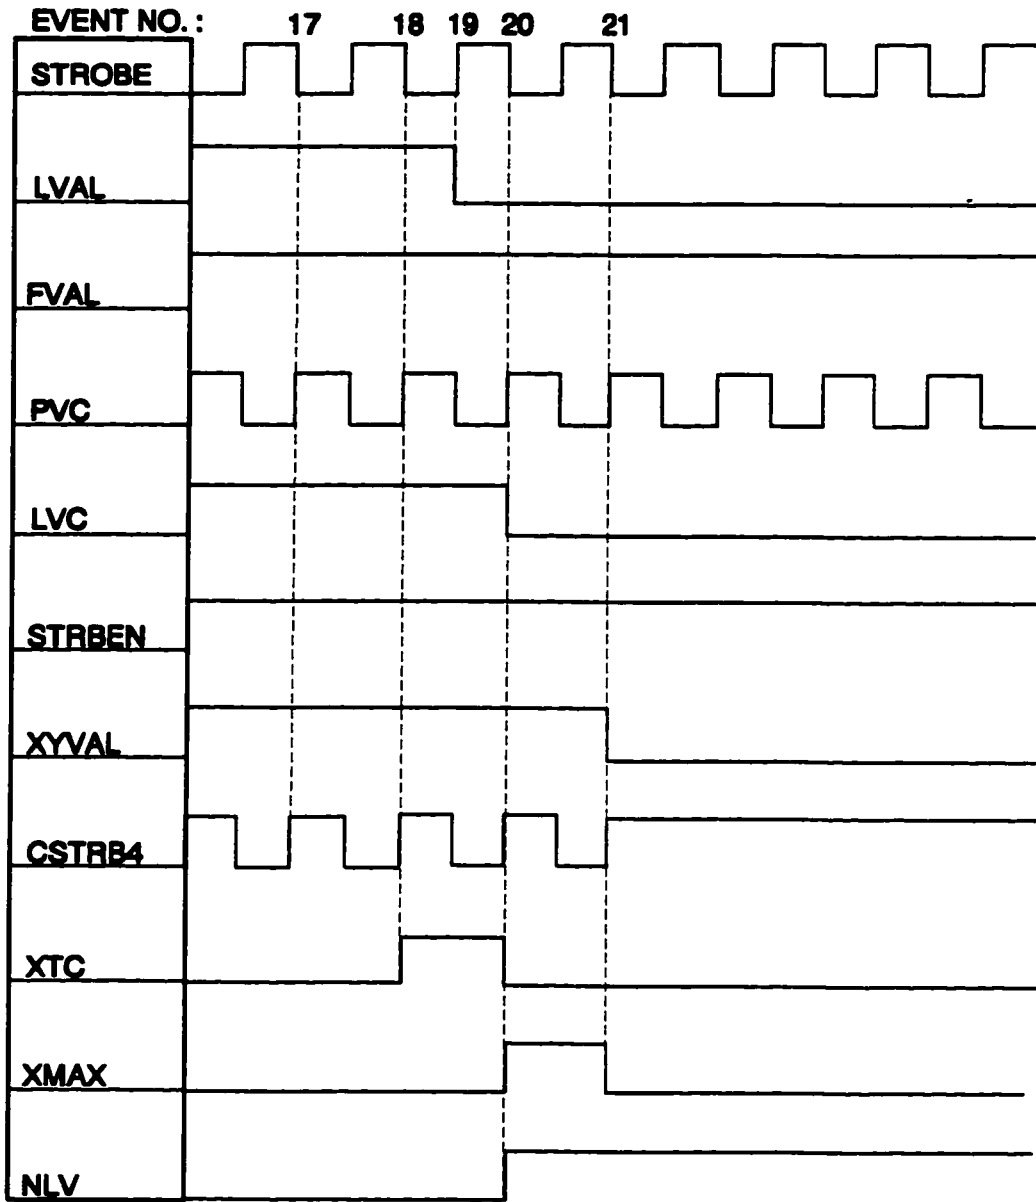 EVENT NO. : 17 18 19 20 21
STROBE
LVAL
FVAL
PVC
LVC
STRBEN
XYVAL
CSTRB4
XTC
XMAX
NLV